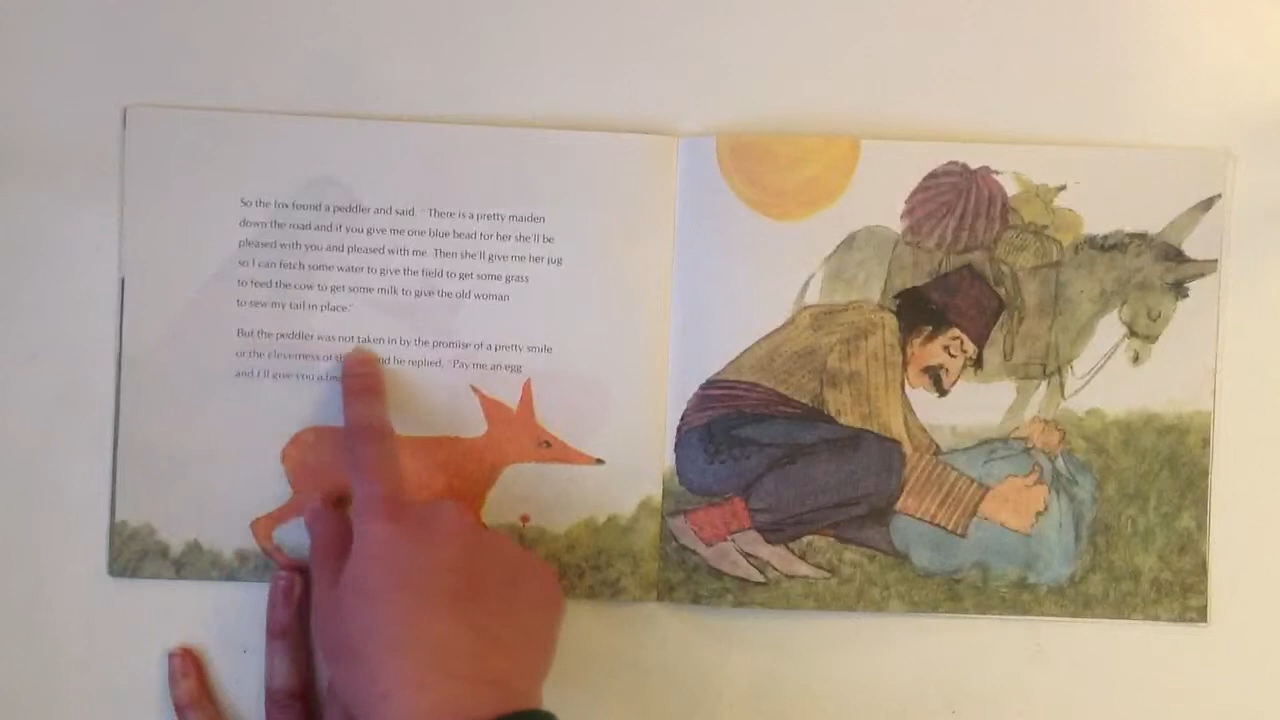 So the fox found a peddler and said, "There is a pretty maiden
down the road and if you give me one blue bead for her she'll be
pleased with you and pleased with me. Then she'll give me her jug
so I can fetch some water to give the field to get some grass
to feed the cow to get some milk to give the old woman
to sew my tail in place."
But the peddler was not taken in by the promise of a pretty smile
or the cleverness of and he replied, "Pay me an egg
and I'll give you a